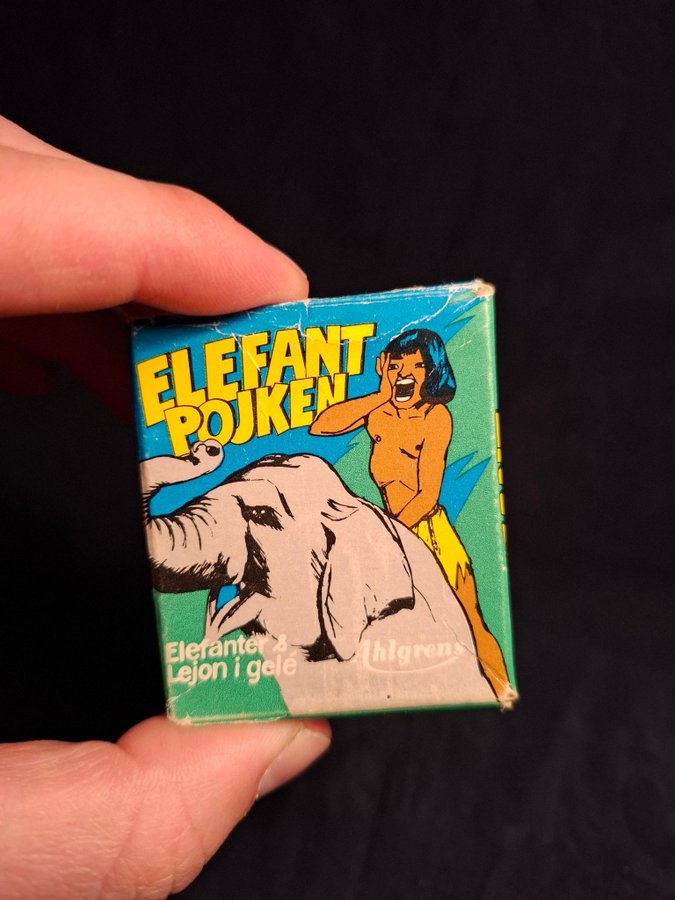 ELEFANT
POJKEN
Elefanter &
Lejon i gelé
Ahlgrens